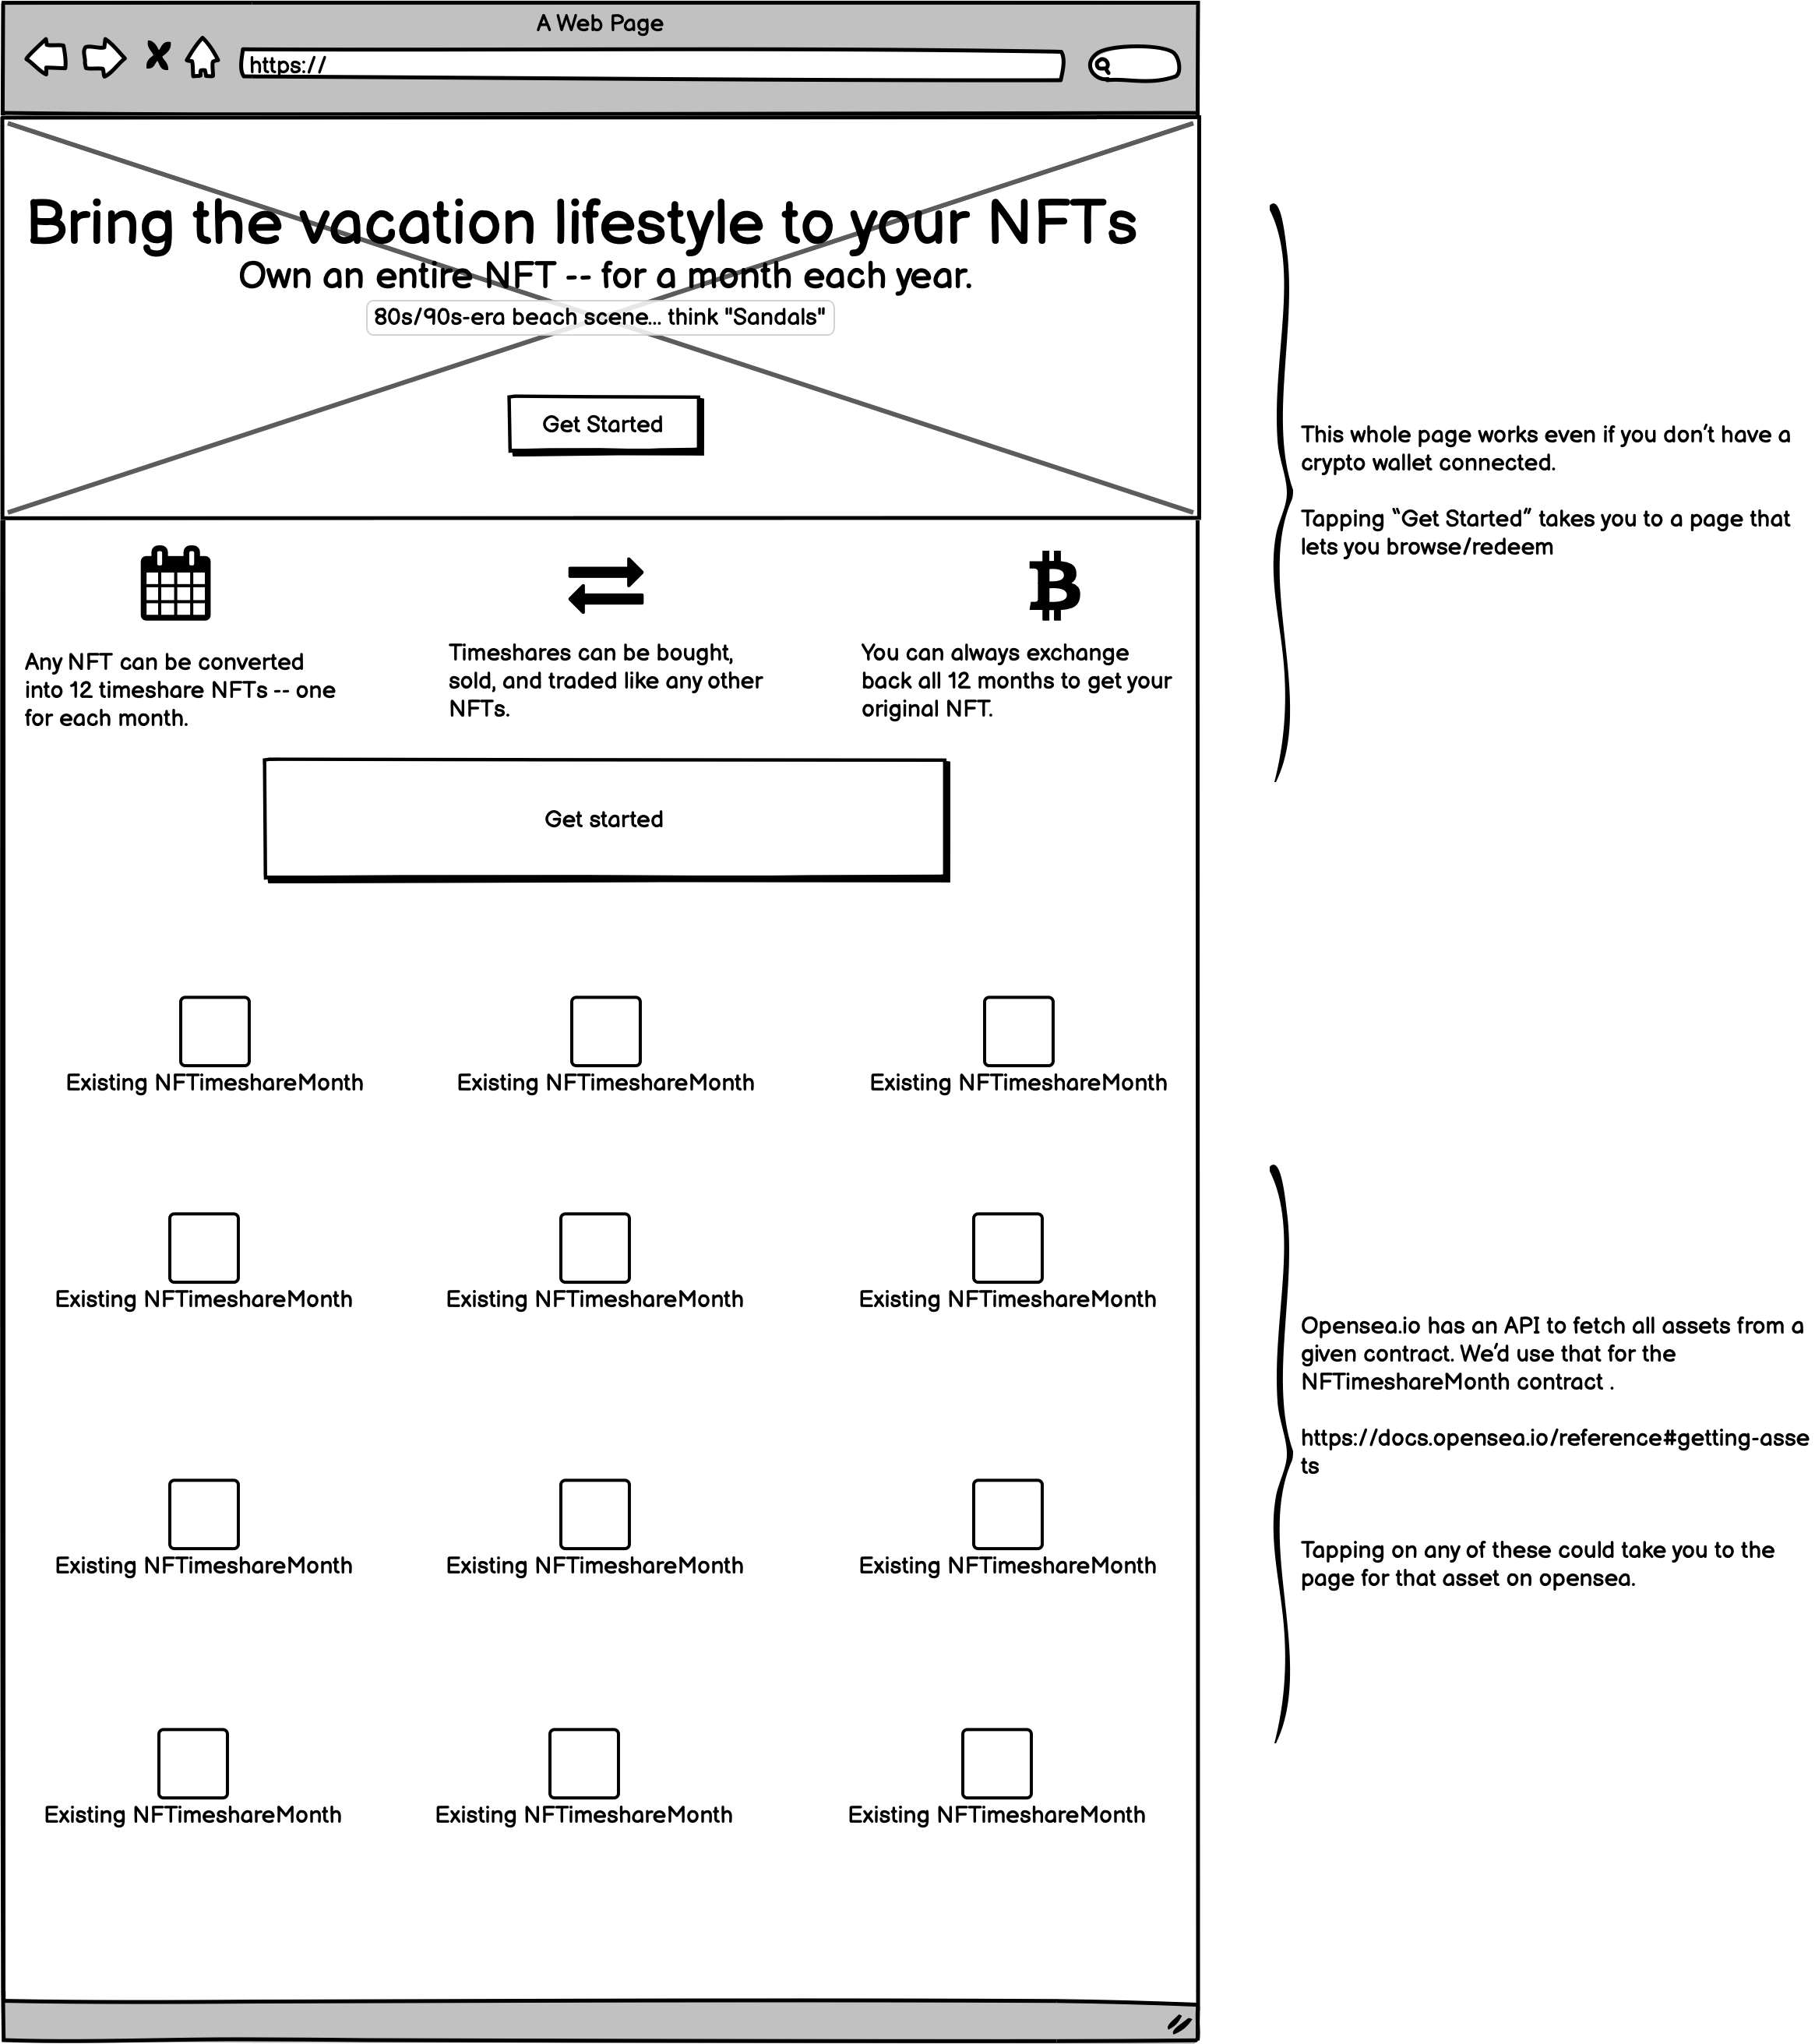 A Web Page
https://
Bring the vacation lifestyle to your NFTs
Own an entire NFT -- for a month each year.
80s/90s-era beach scene... think "Sandals"
Get Started
This whole page works even if you don't have a
crypto wallet connected.
Tapping "Get Started" takes you to a page that
lets you browse/redeem
Any NFT can be converted
into 12 timeshare NFTs -- one
for each month.
Timeshares can be bought,
sold, and traded like any other
NFTs.
You can always exchange
back all 12 months to get your
original NFT.
Get started
Existing NFTimeshareMonth
Existing NFTimeshareMonth
Existing NFTimeshareMonth
Existing NFTimeshareMonth
Existing NFTimeshareMonth
Existing NFTimeshareMonth
Existing NFTimeshareMonth
Existing NFTimeshareMonth
Existing NFTimeshareMonth
Existing NFTimeshareMonth
Existing NFTimeshareMonth
Existing NFTimeshareMonth
Opensea.io has an API to fetch all assets from a
given contract. We'd use that for the
NFTimeshareMonth contract .
https://docs.opensea.io/reference#getting-asse
ts
Tapping on any of these could take you to the
page for that asset on opensea.